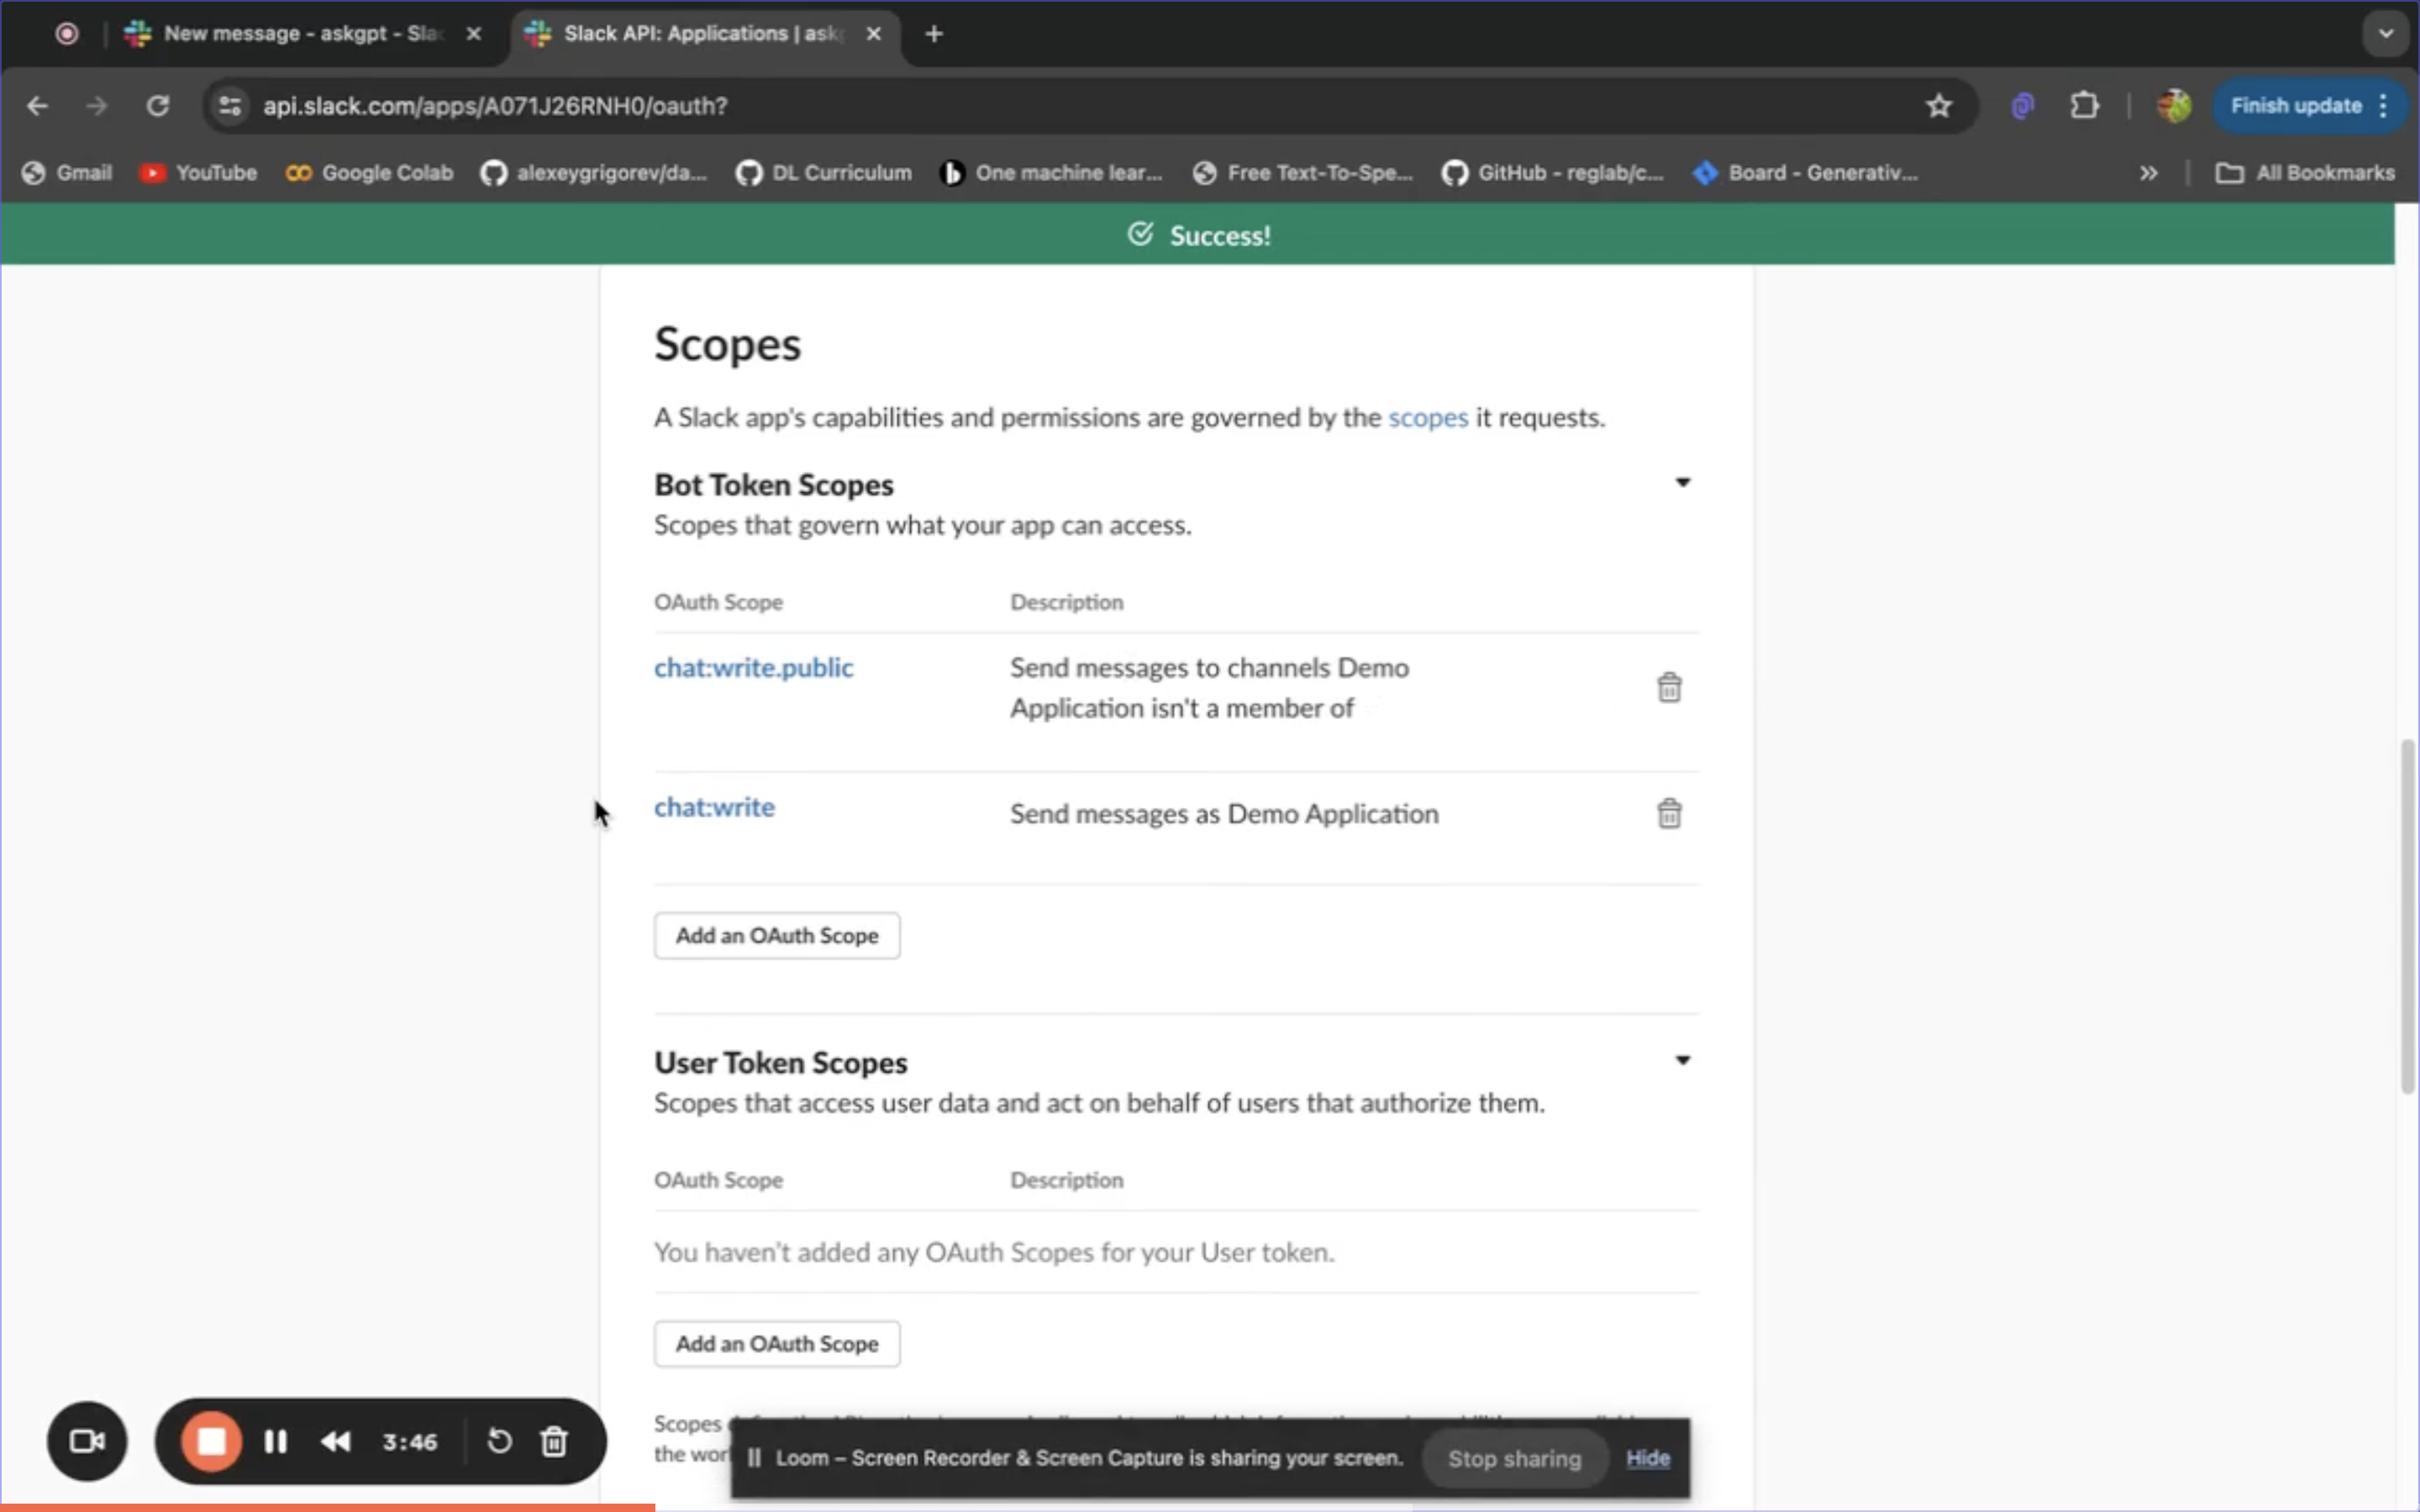 New message - askgpt - Sla
Slack API: Applications | ask
api.slack.com/apps/A071J26RNH0/oauth?
Finish update
Gmail
YouTube
Google Colab
alexeygrigorev/da...
DL Curriculum
One machine lear...
Free Text-To-Spe...
GitHub - reglab/c...
Board - Generativ...
All Bookmarks
Success!
Scopes
A Slack app's capabilities and permissions are governed by the scopes it requests.
Bot Token Scopes
Scopes that govern what your app can access.
OAuth Scope Description
chat:write.public Send messages to channels Demo
Application isn't a member of
chat:write Send messages as Demo Application
Add an OAuth Scope
User Token Scopes
Scopes that access user data and act on behalf of users that authorize them.
OAuth Scope Description
You haven't added any OAuth Scopes for your User token.
Add an OAuth Scope
Scopes
the wor
3:46
Loom – Screen Recorder & Screen Capture is sharing your screen.
Stop sharing
Hide